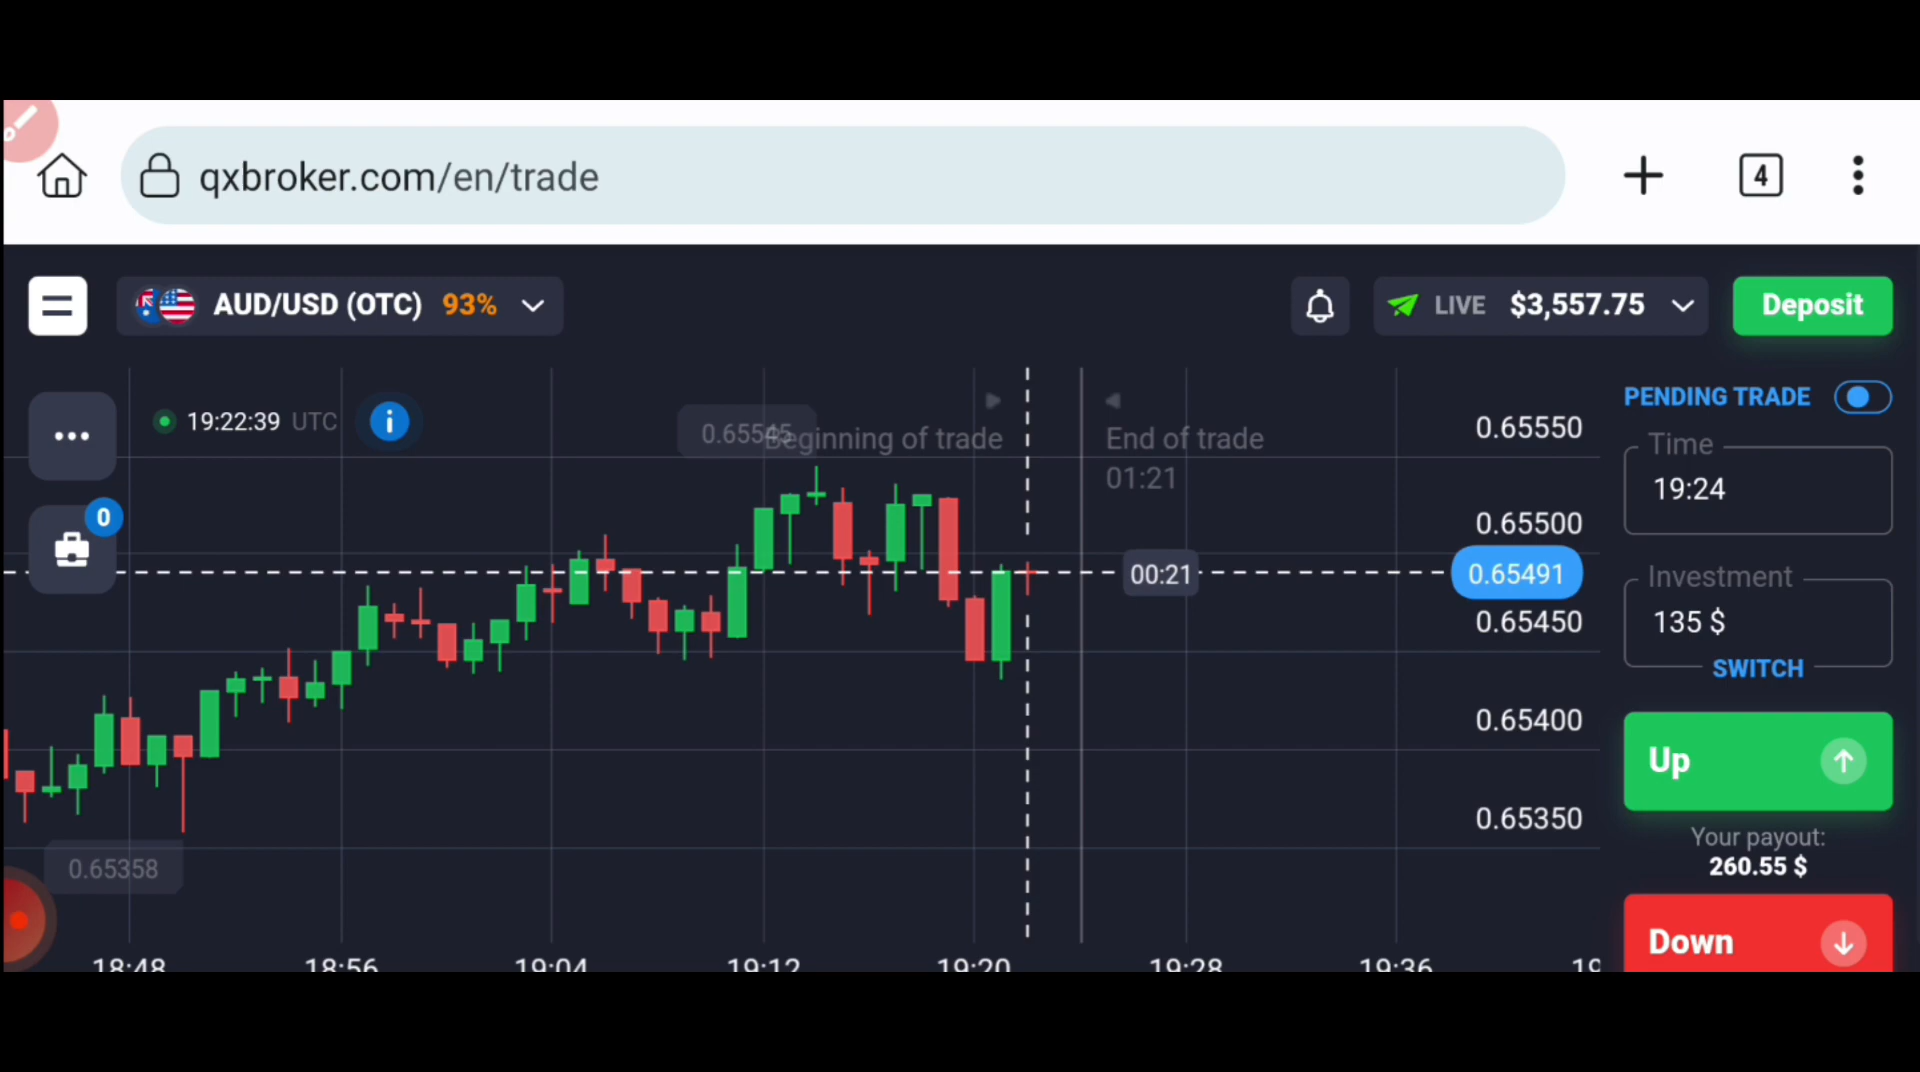 qxbroker.com/en/trade
4
AUD/USD (OTC) 93%
LIVE $3,557.75
Deposit
19:22:39 UTC
i
0.65545
Beginning of trade
End of trade
01:21
0
00:21
0.65550
0.65500
0.65491
0.65450
0.65400
0.65350
0.65358
18:48 18:56 19:04 19:12 19:20 19:28 19:36
PENDING TRADE
Time
19:24
Investment
135 $
SWITCH
Up
Your payout:
260.55 $
Down